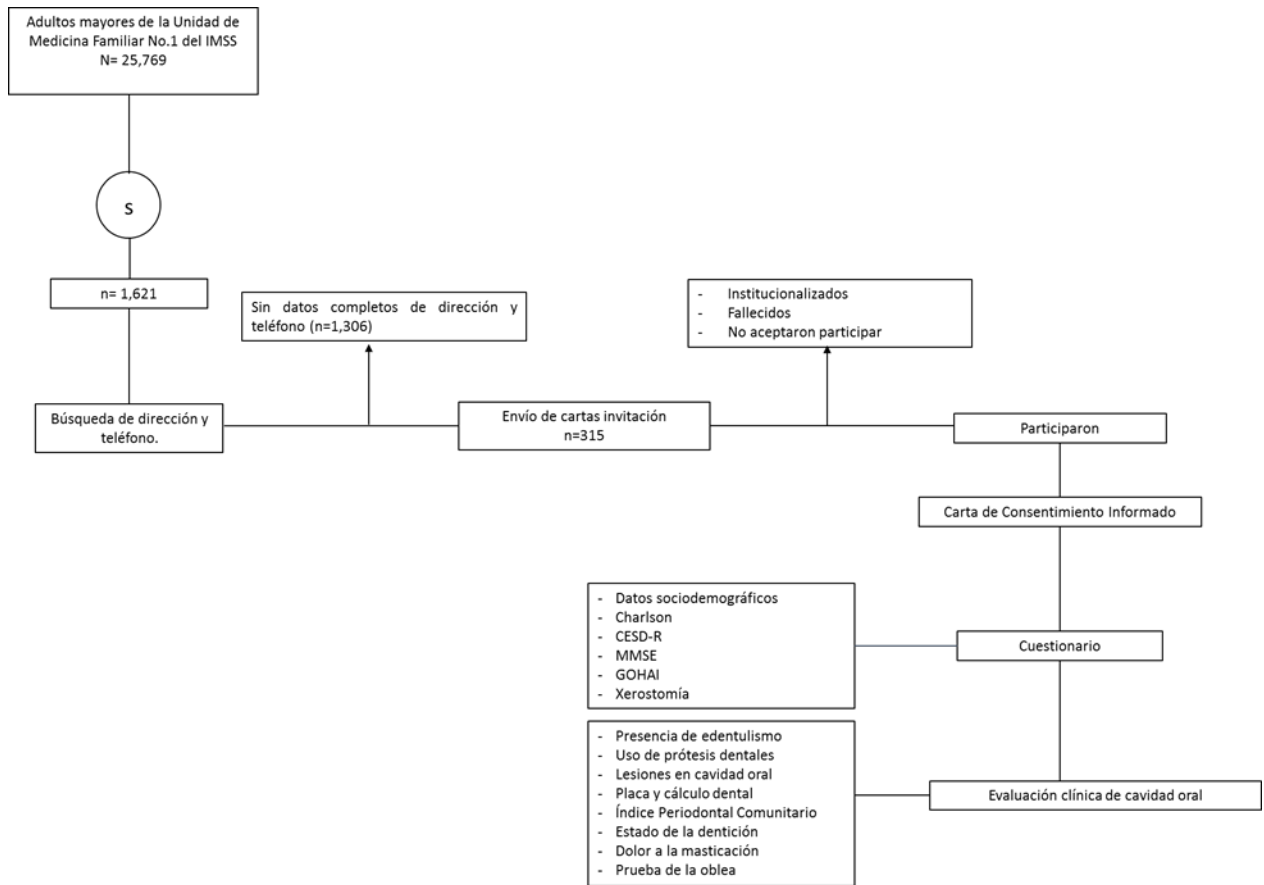 Adultos mayores de la Unidad de
Medicina Familiar No.1 del IMSS
N= 25,769
s
n= 1,621
Sin datos completos de dirección y
teléfono (n=1,306)
- Institucionalizados
- Fallecidos
- No aceptaron participar
Búsqueda de dirección y
teléfono.
Envío de cartas invitación
n=315
Participaron
Carta de Consentimiento Informado
- Datos sociodemográficos
- Charlson
- CESD-R
- MMSE
- GOHAI
- Xerostomía
Cuestionario
- Presencia de edentulismo
- Uso de prótesis dentales
- Lesiones en cavidad oral
- Placa y cálculo dental
- Índice Periodontal Comunitario
- Estado de la dentición
- Dolor a la masticación
- Prueba de la oblea
Evaluación clínica de cavidad oral